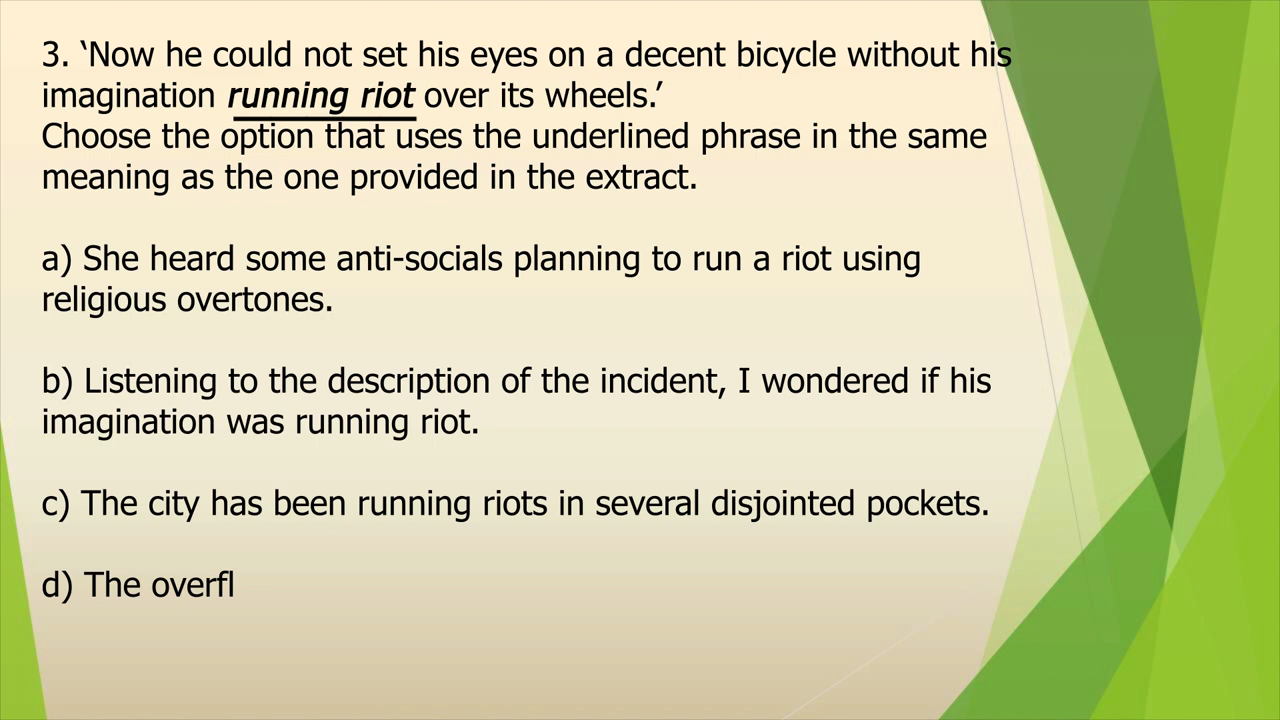 3. ‘Now he could not set his eyes on a decent bicycle without his
imagination running riot over its wheels.’
Choose the option that uses the underlined phrase in the same
meaning as the one provided in the extract.
a) She heard some anti-socials planning to run a riot using
religious overtones.
b) Listening to the description of the incident, I wondered if his
imagination was running riot.
c) The city has been running riots in several disjointed pockets.
d) The overfl